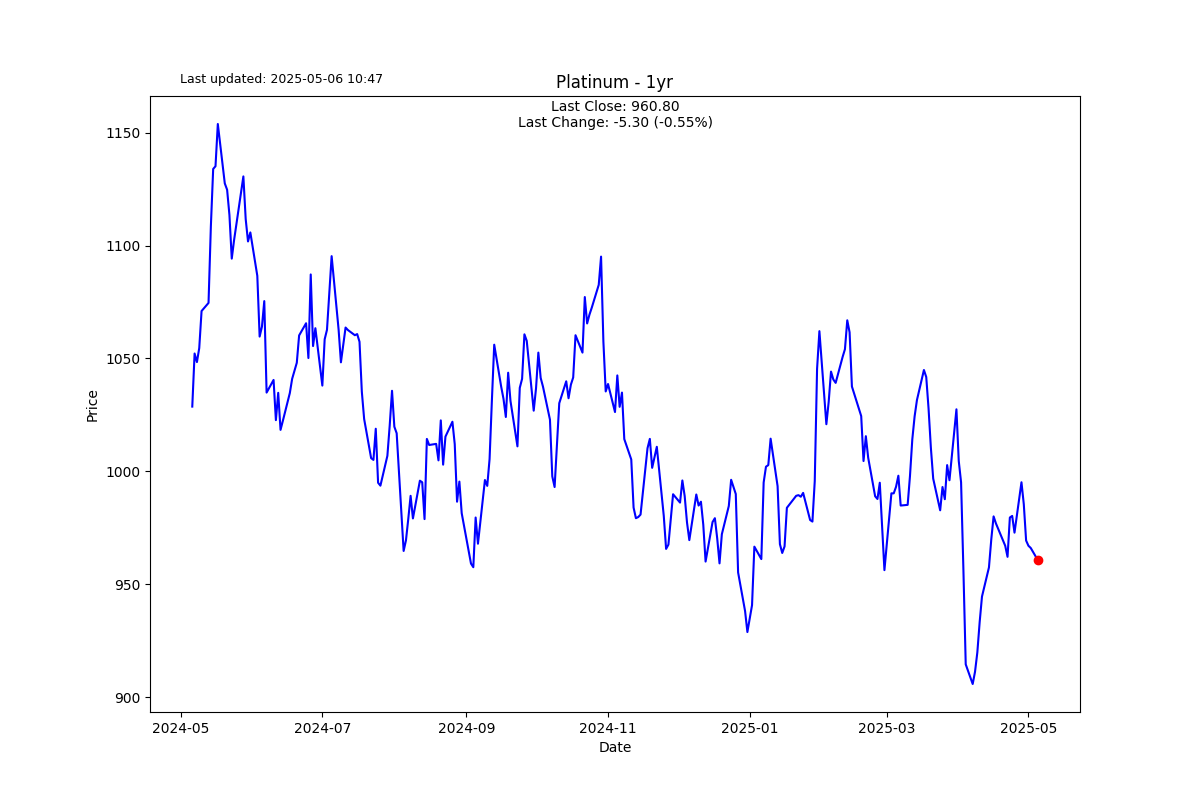 Last updated: 2025-05-06 10:47
Platinum - 1yr
Last Close: 960.80
Last Change: -5.30 (-0.55%)
1150
1100
1050
1000
950
900
Price
2024-05
2024-07
2024-09
2024-11
2025-01
2025-03
2025-05
Date